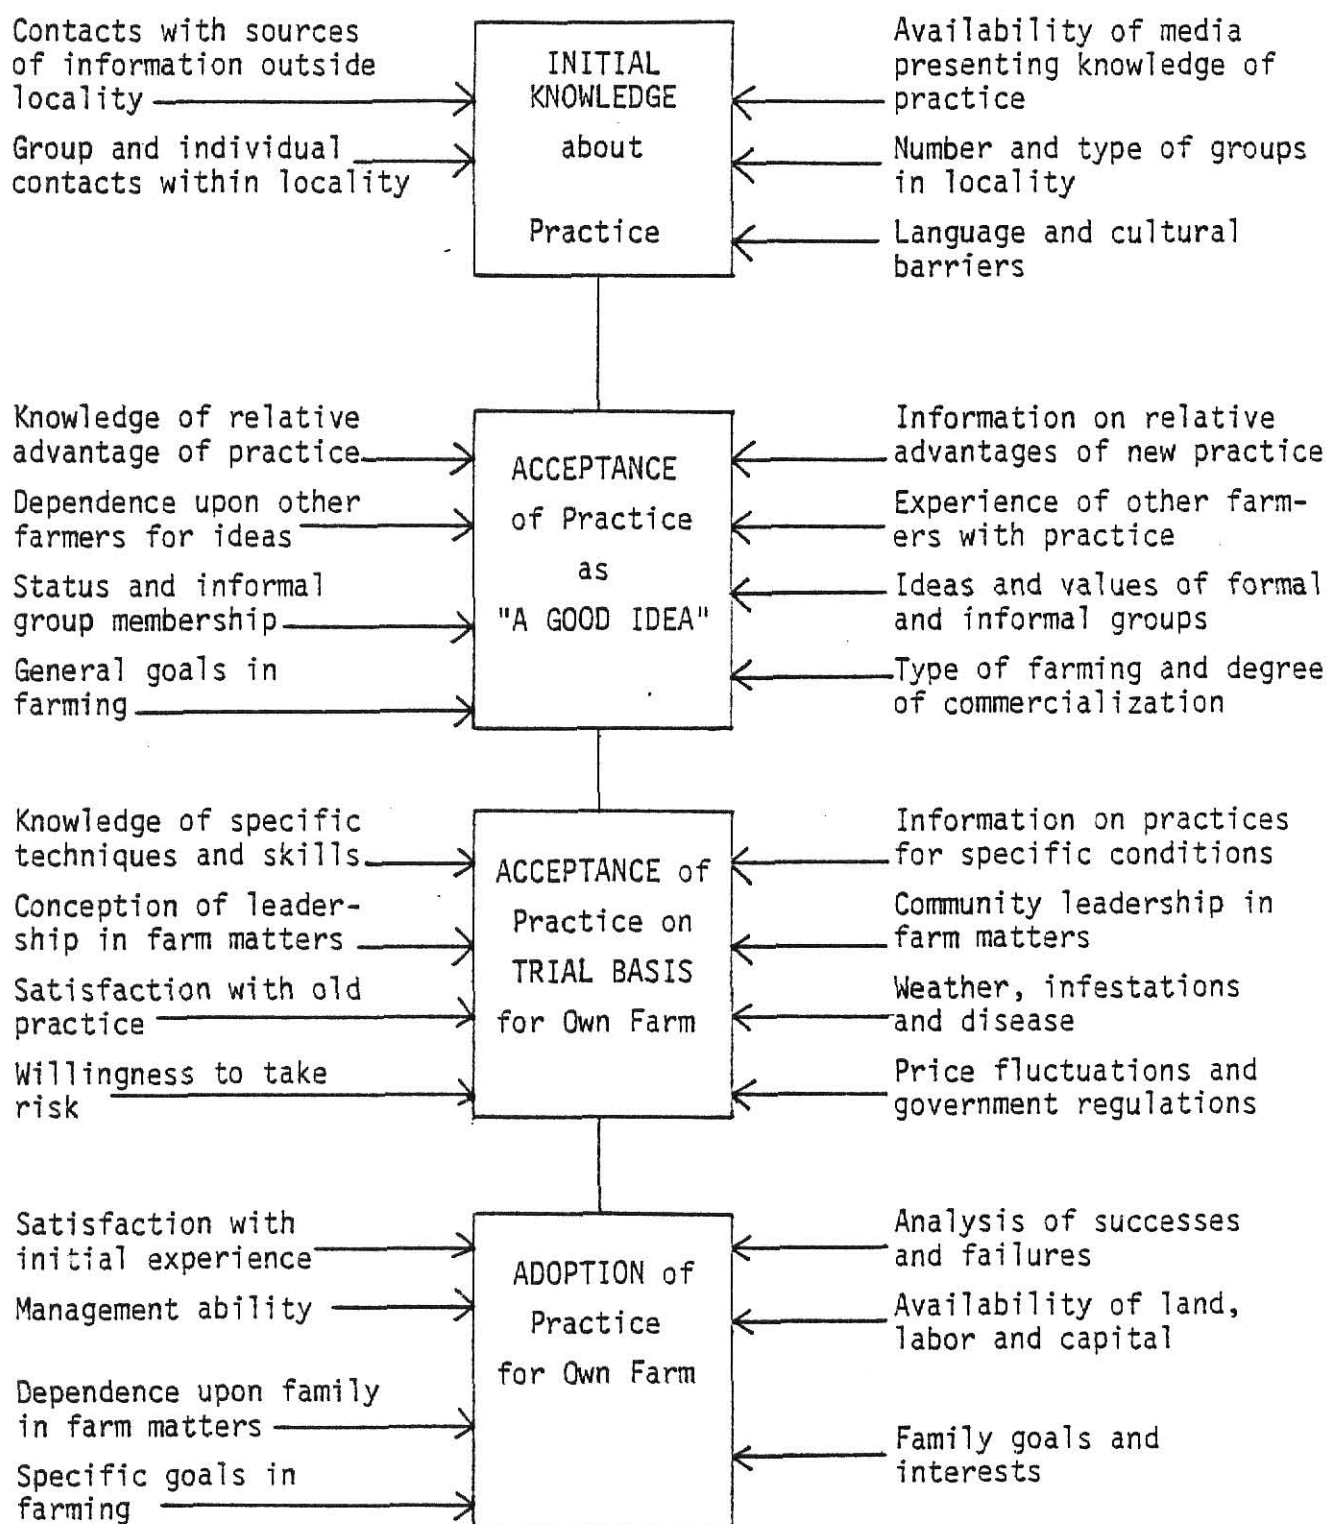 Contacts with sources
of information outside
locality
Group and individual
contacts within locality
INITIAL
KNOWLEDGE
about
Practice
Availability of media
presenting knowledge of
practice
Number and type of groups
in locality
Language and cultural
barriers
Knowledge of relative
advantage of practice
Dependence upon other
farmers for ideas
Status and informal
group membership
General goals in
farming
ACCEPTANCE
of Practice
as
"A GOOD IDEA"
Information on relative
advantages of new practice
Experience of other farm-
ers with practice
Ideas and values of formal
and informal groups
Type of farming and degree
of commercialization
Knowledge of specific
techniques and skills
Conception of leader-
ship in farm matters
Satisfaction with old
practice
Willingness to take
risk
ACCEPTANCE of
Practice on
TRIAL BASIS
for Own Farm
Information on practices
for specific conditions
Community leadership in
farm matters
Weather, infestations
and disease
Price fluctuations and
government regulations
Satisfaction with
initial experience
Management ability
Dependence upon family
in farm matters
Specific goals in
farming
ADOPTION of
Practice
for Own Farm
Analysis of successes
and failures
Availability of land,
labor and capital
Family goals and
interests